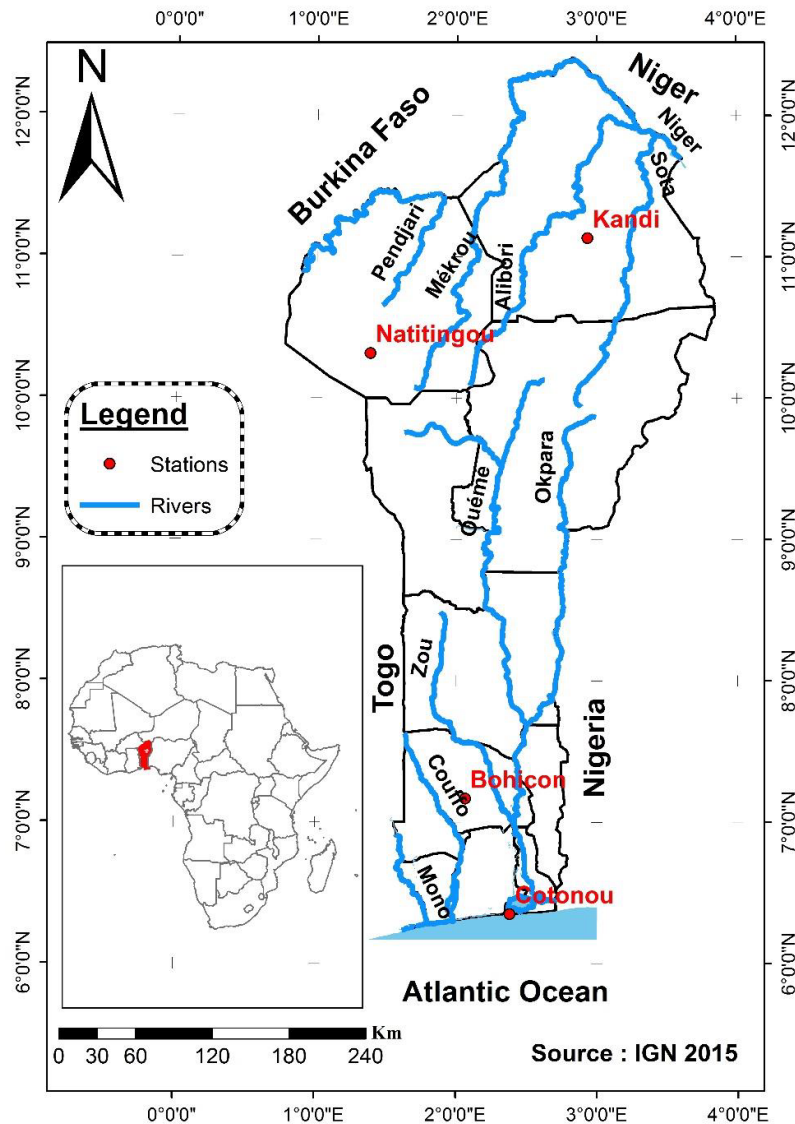 0°0'0" 1°0'0"E 2°0'0"E 3°0'0"E 4°0'0"E
N
Niger
Burkina Faso
Niger
Sota
Kandi
Pendjari
Mékrou
Alibori
Natitingou
12°0'0"N
11°0'0"N
10°0'0"N
9°0'0"N
8°0'0"N
7°0'0"N
6°0'0"N
12°0'0"N
11°0'0"N
10°0'0"N
9°0'0"N
8°0'0"N
7°0'0"N
6°0'0"N
Legend
Stations
Rivers
Ouémé
Okpara
Togo
Zou
Nigeria
Couffo
Bohicon
Mono
Cotonou
Atlantic Ocean
Km
0 30 60 120 180 240
Source : IGN 2015
0°0'0" 1°0'0"E 2°0'0"E 3°0'0"E 4°0'0"E